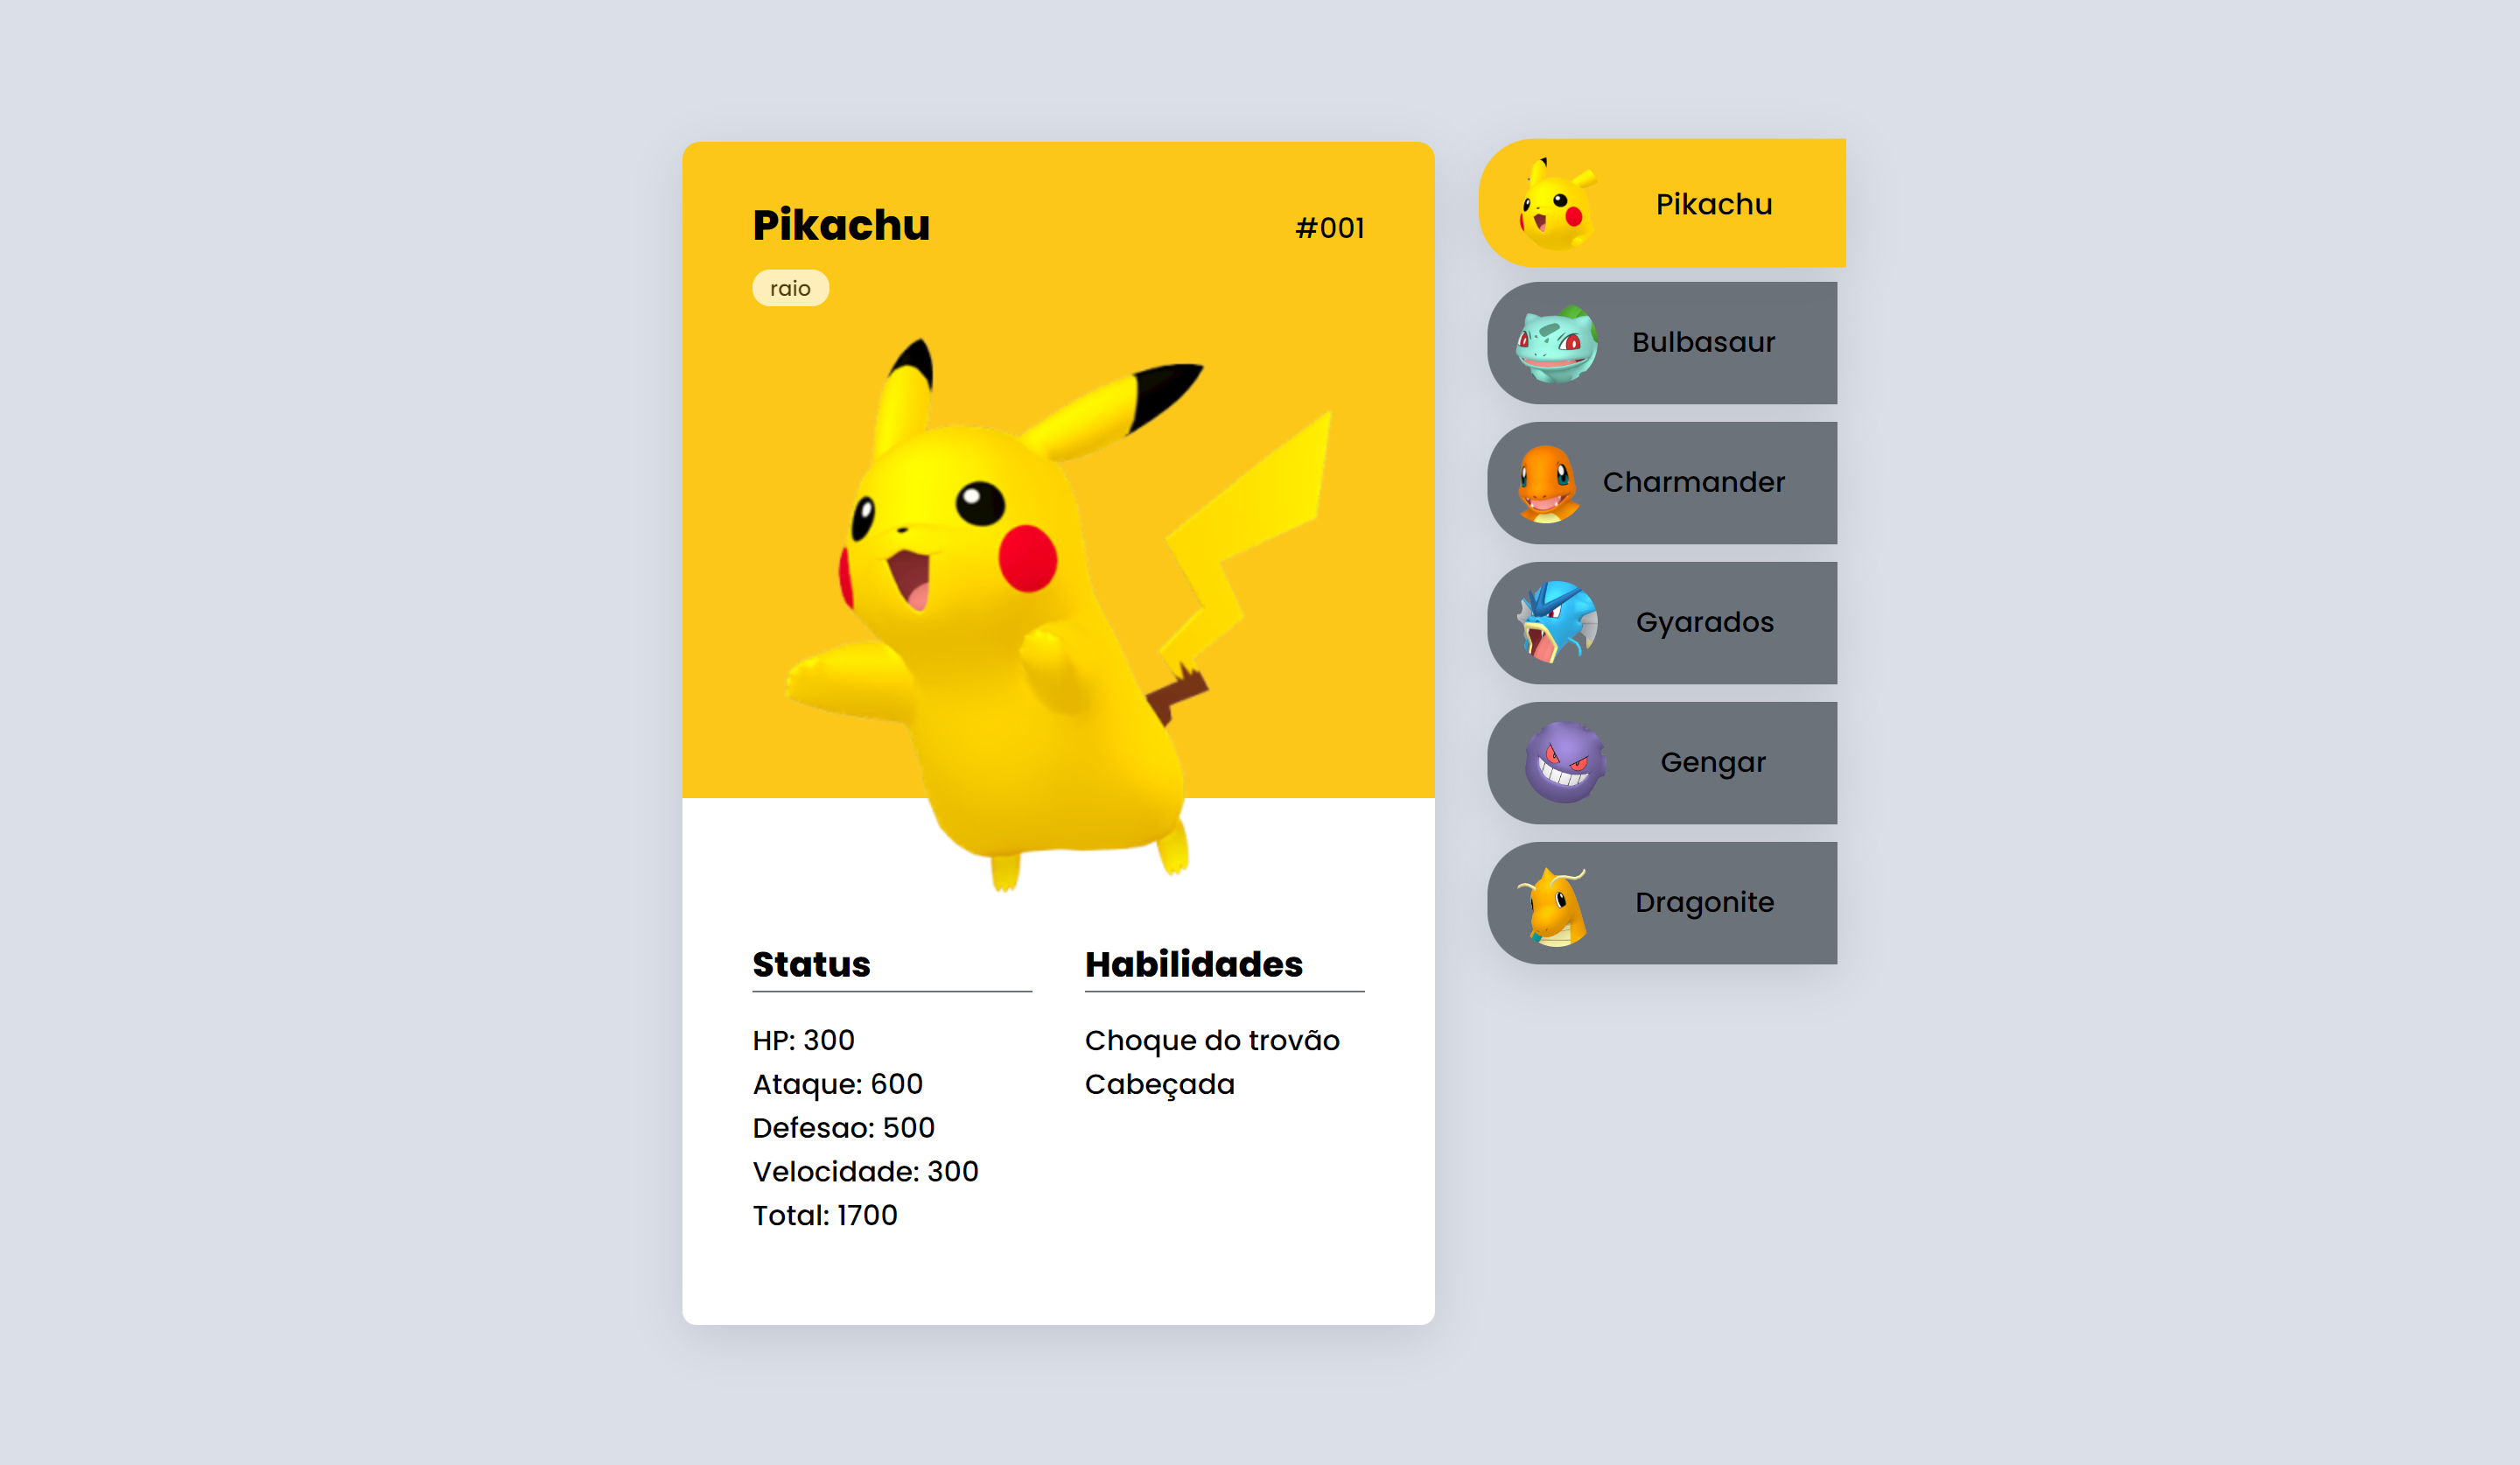 Pikachu
#001
raio
Status
HP: 300
Ataque: 600
Defesao: 500
Velocidade: 300
Total: 1700
Habilidades
Choque do trovão
Cabeçada
Pikachu
Bulbasaur
Charmander
Gyarados
Gengar
Dragonite